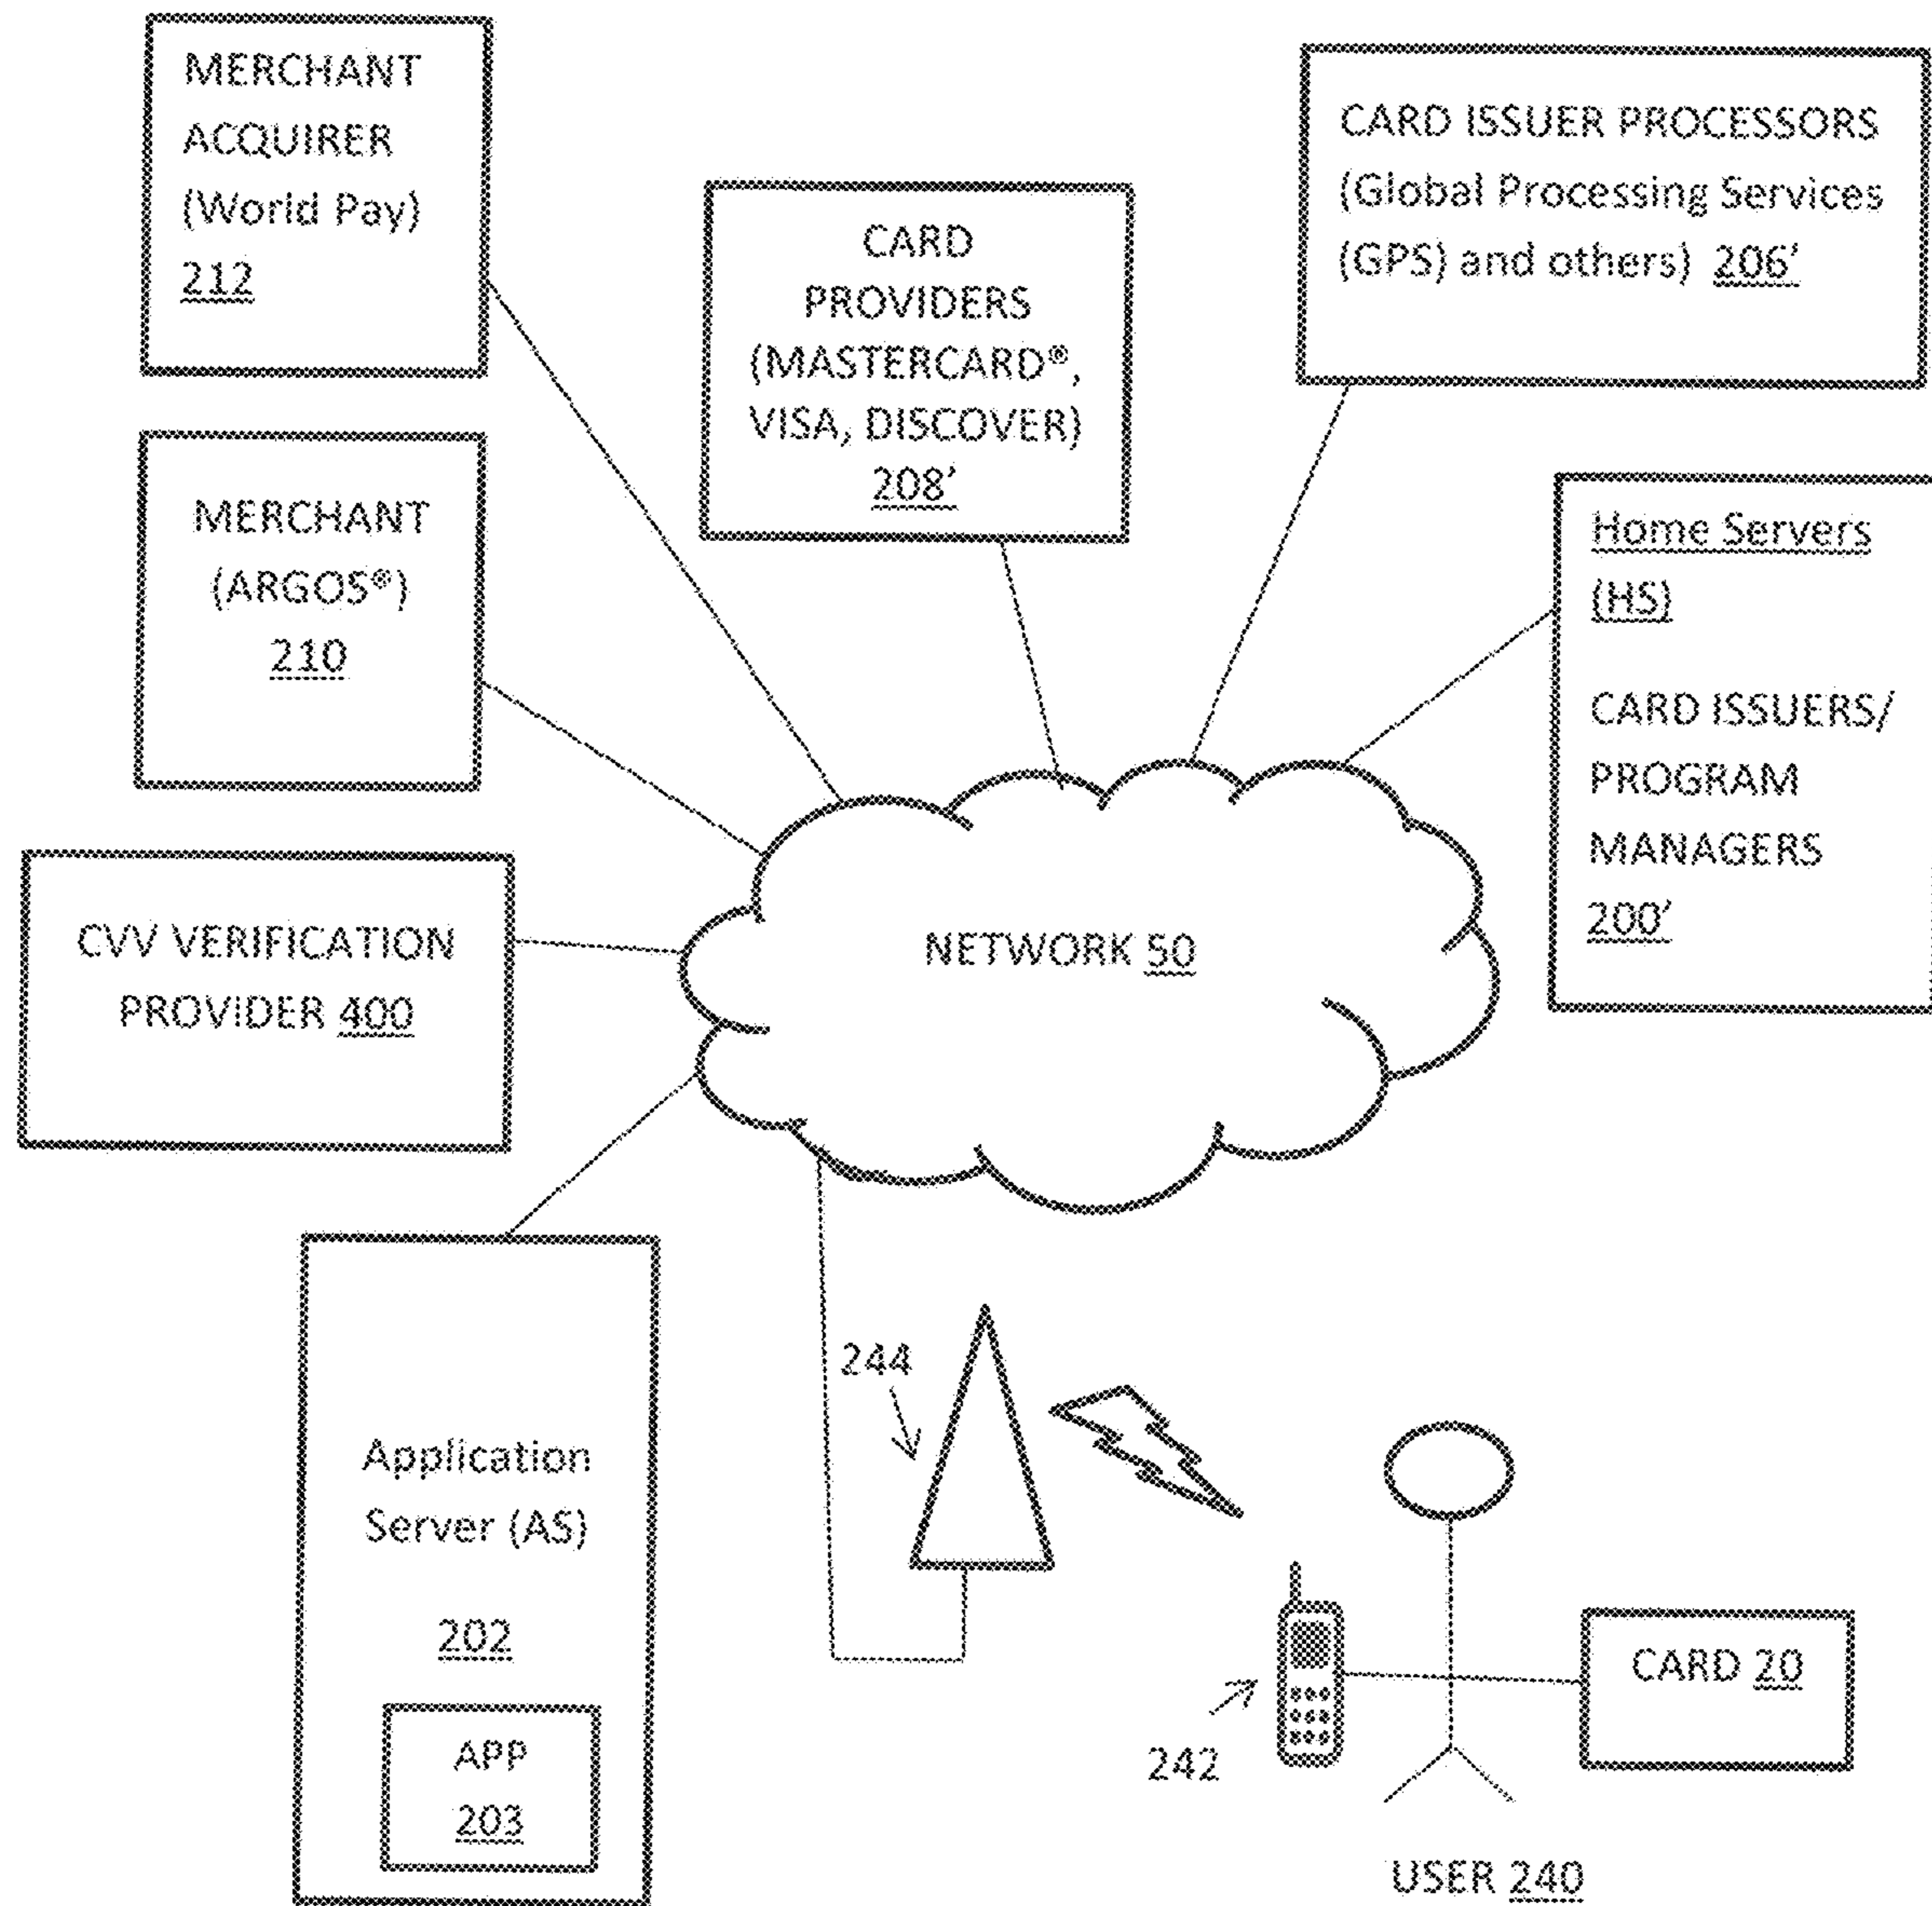 MERCHANT
ACQUIRER
(World Pay)
212
CARD ISSUER PROCESSORS
(Global Processing Services
(GPS) and others) 206’
CARD
PROVIDERS
(MASTERCARD®,
VISA, DISCOVER)
208’
MERCHANT
(ARGOS®)
210
Home Servers
(HS)
CARD ISSUERS/
PROGRAM
MANAGERS
200’
CVV VERIFICATION
PROVIDER 400
NETWORK 50
Application
Server (AS)
202
APP
203
244
242
CARD 20
USER 240